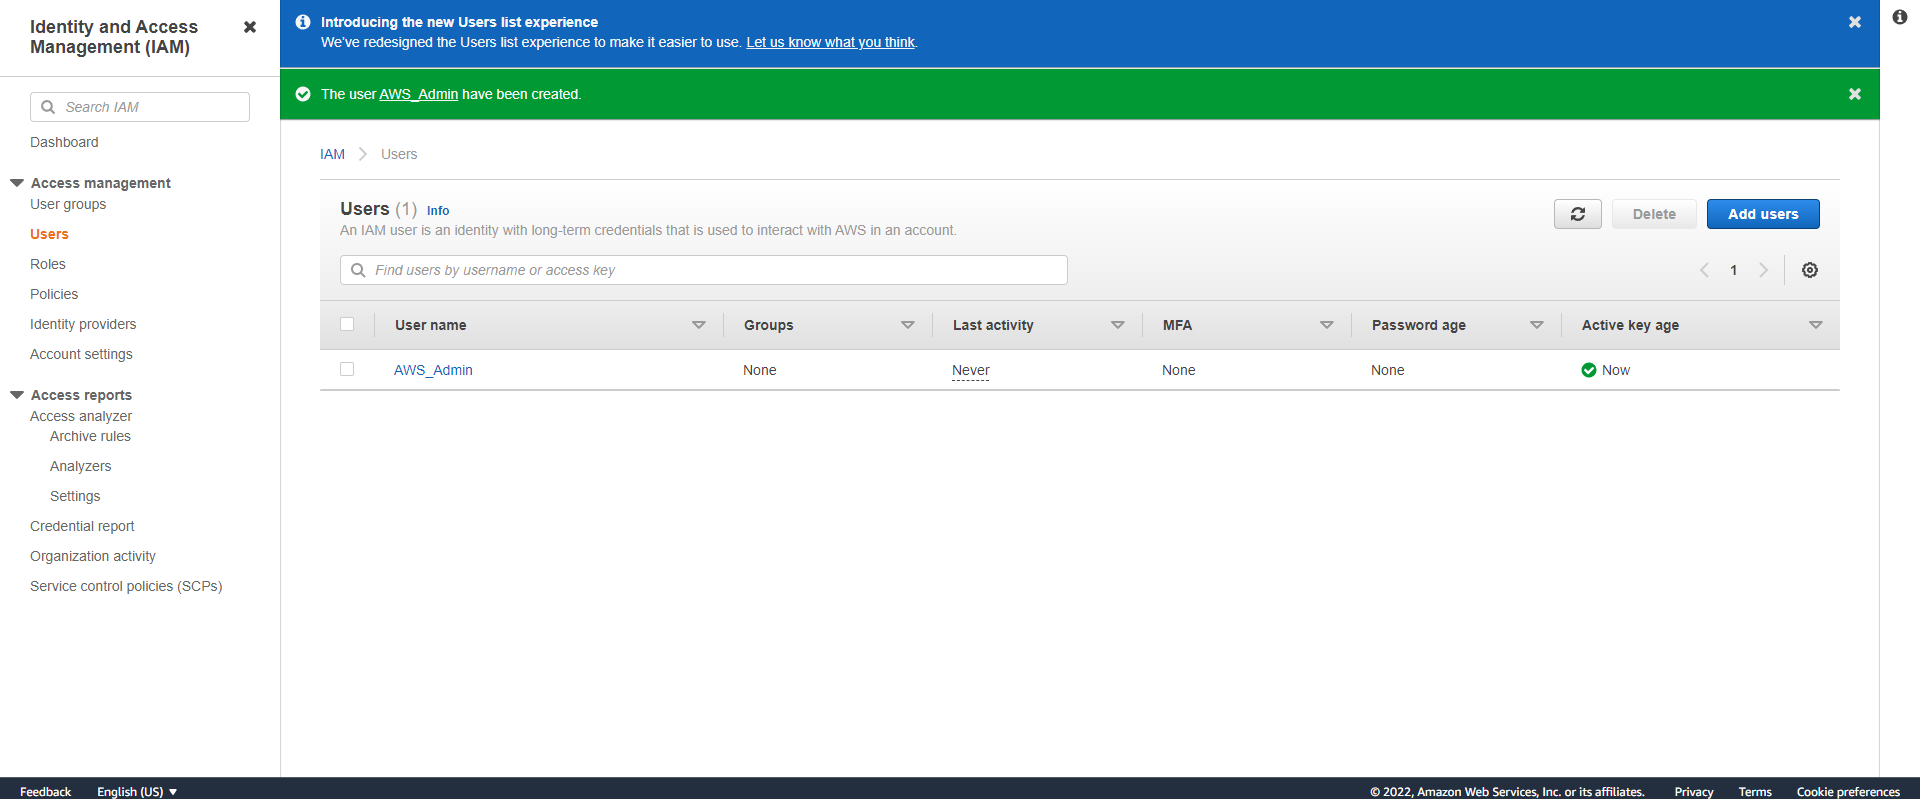 Identity and Access
Management (IAM)
Search IAM
Dashboard
Access management
User groups
Users
Roles
Policies
Identity providers
Account settings
Access reports
Access analyzer
Archive rules
Analyzers
Settings
Credential report
Organization activity
Service control policies (SCPs)
Introducing the new Users list experience
We've redesigned the Users list experience to make it easier to use. Let us know what you think.
The user AWS_Admin have been created.
IAM Users
Users (1) Info
An IAM user is an identity with long-term credentials that is used to interact with AWS in an account.
Delete Add users
Find users by username or access key
1
User name Groups Last activity MFA Password age Active key age
AWS_Admin None Never None None Now
Feedback English (US) © 2022, Amazon Web Services, Inc. or its affiliates. Privacy Terms Cookie preferences